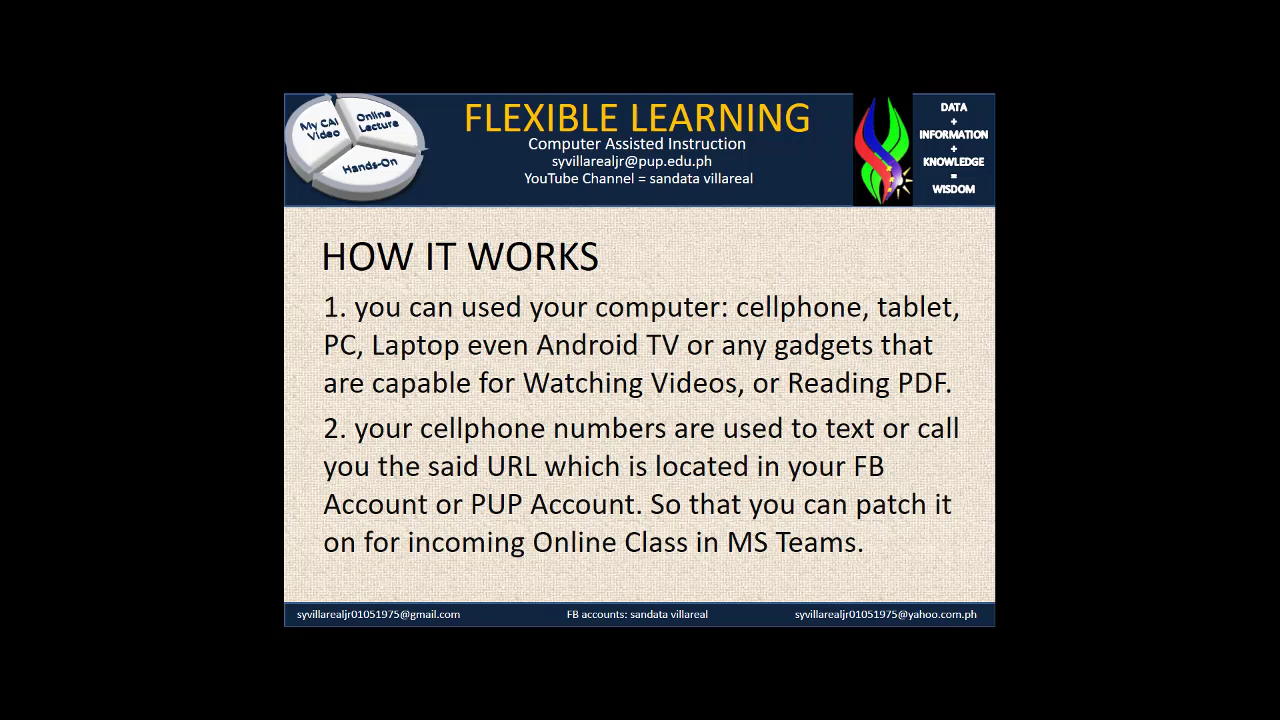 My CAI
Video
Online
Lecture
Hands-On
FLEXIBLE LEARNING
Computer Assisted Instruction
syvillarealjr@pup.edu.ph
YouTube Channel = sandata villareal
DATA
+
INFORMATION
+
KNOWLEDGE
=
WISDOM
HOW IT WORKS
1. you can used your computer: cellphone, tablet,
PC, Laptop even Android TV or any gadgets that
are capable for Watching Videos, or Reading PDF.
2. your cellphone numbers are used to text or call
you the said URL which is located in your FB
Account or PUP Account. So that you can patch it
on for incoming Online Class in MS Teams.
syvillarealjr01051975@gmail.com
FB accounts: sandata villareal
syvillarealjr01051975@yahoo.com.ph